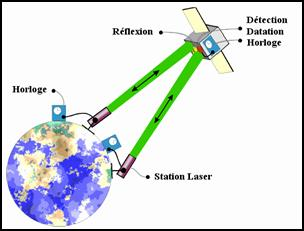 Réflexion
Détection
Datation
Horloge
Horloge
Station Laser